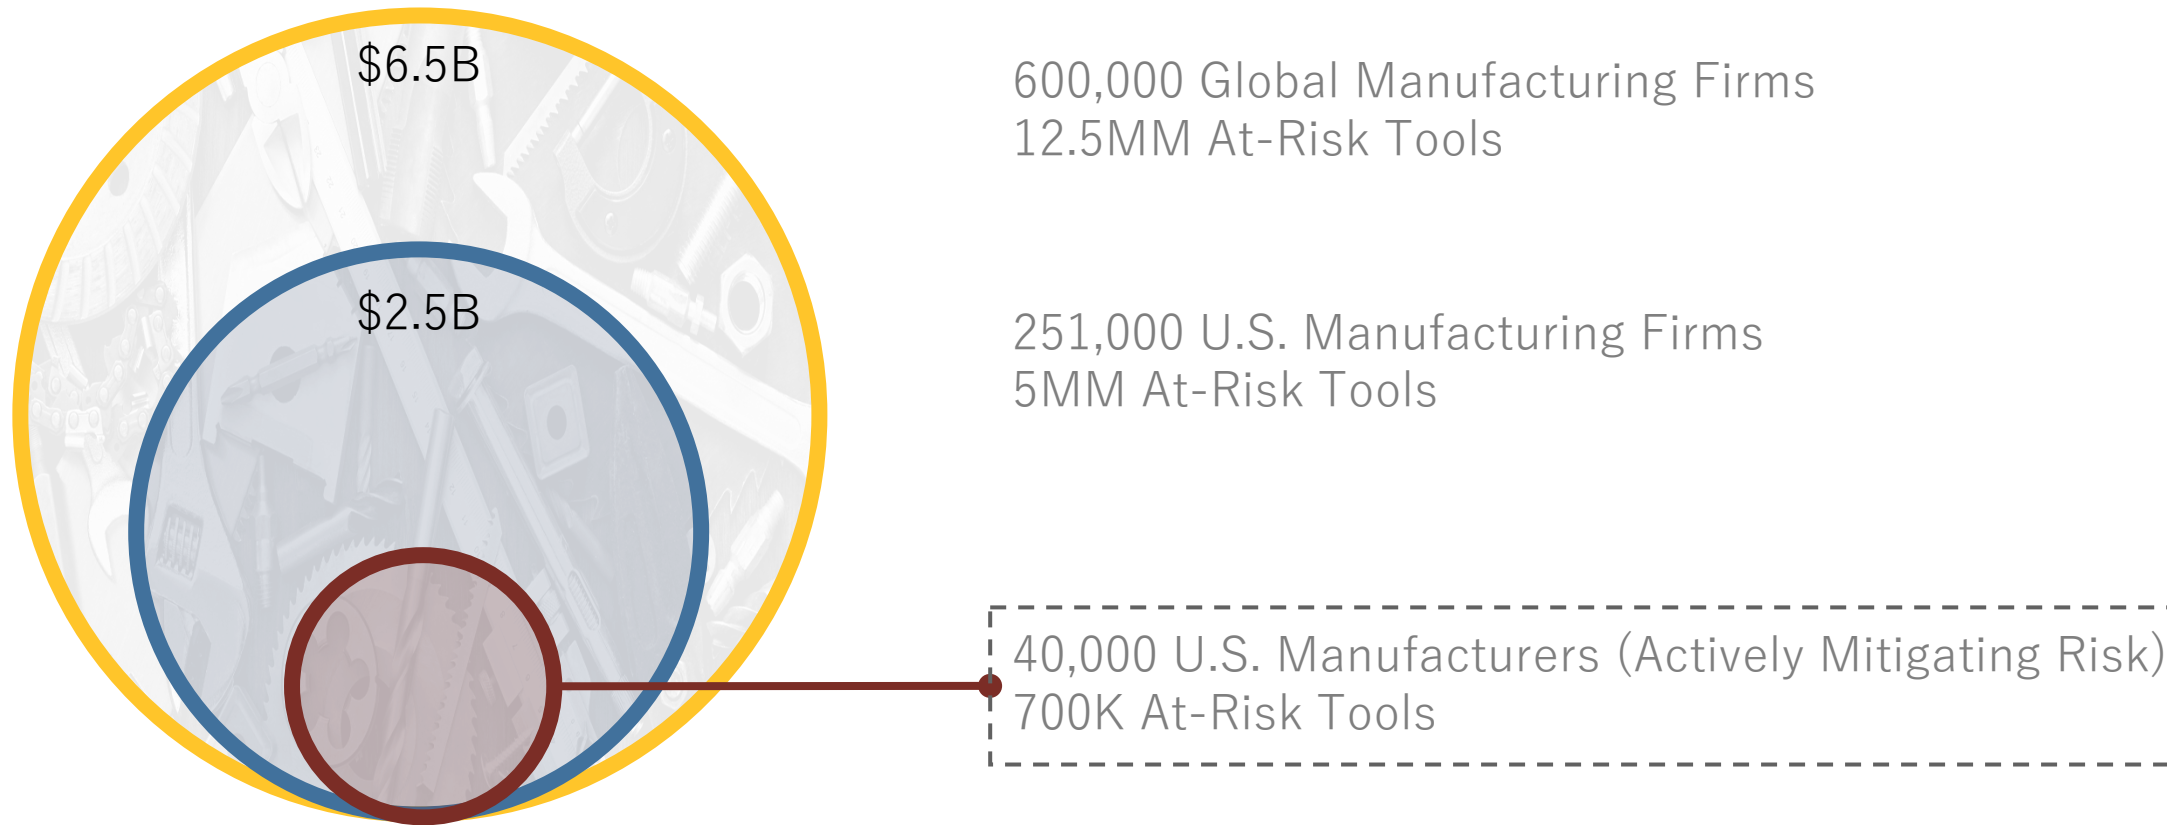 $6.5B
600,000 Global Manufacturing Firms
12.5MM At-Risk Tools
$2.5B
251,000 U.S. Manufacturing Firms
5MM At-Risk Tools
40,000 U.S. Manufacturers (Actively Mitigating Risk)
700K At-Risk Tools